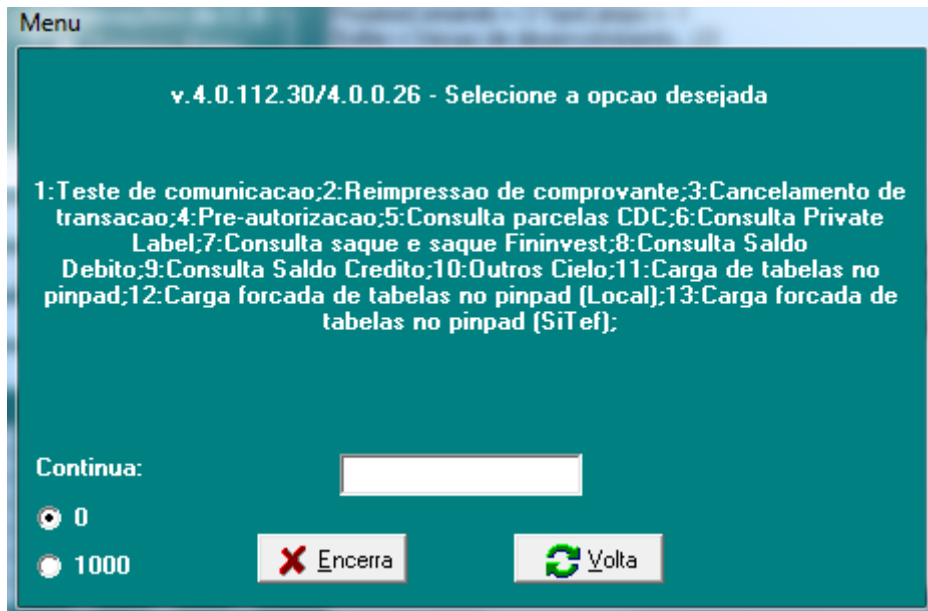 Menu
v.4.0.112.30/4.0.0.26 - Selecione a opcao desejada
1:Teste de comunicacao;2:Reimpressao de comprovante;3:Cancelamento de
transacao;4:Pre-autorizacao;5:Consulta parcelas CDC;6:Consulta Private
Label;7:Consulta saque e saque Fininvest;8:Consulta Saldo
Debito;9:Consulta Saldo Credito;10:Outros Cielo;11:Carga de tabelas no
pinpad;12:Carga forcada de tabelas no pinpad (Local);13:Carga forcada de
tabelas no pinpad (SiTef);
Continua:
0
1000
Encerra
Volta